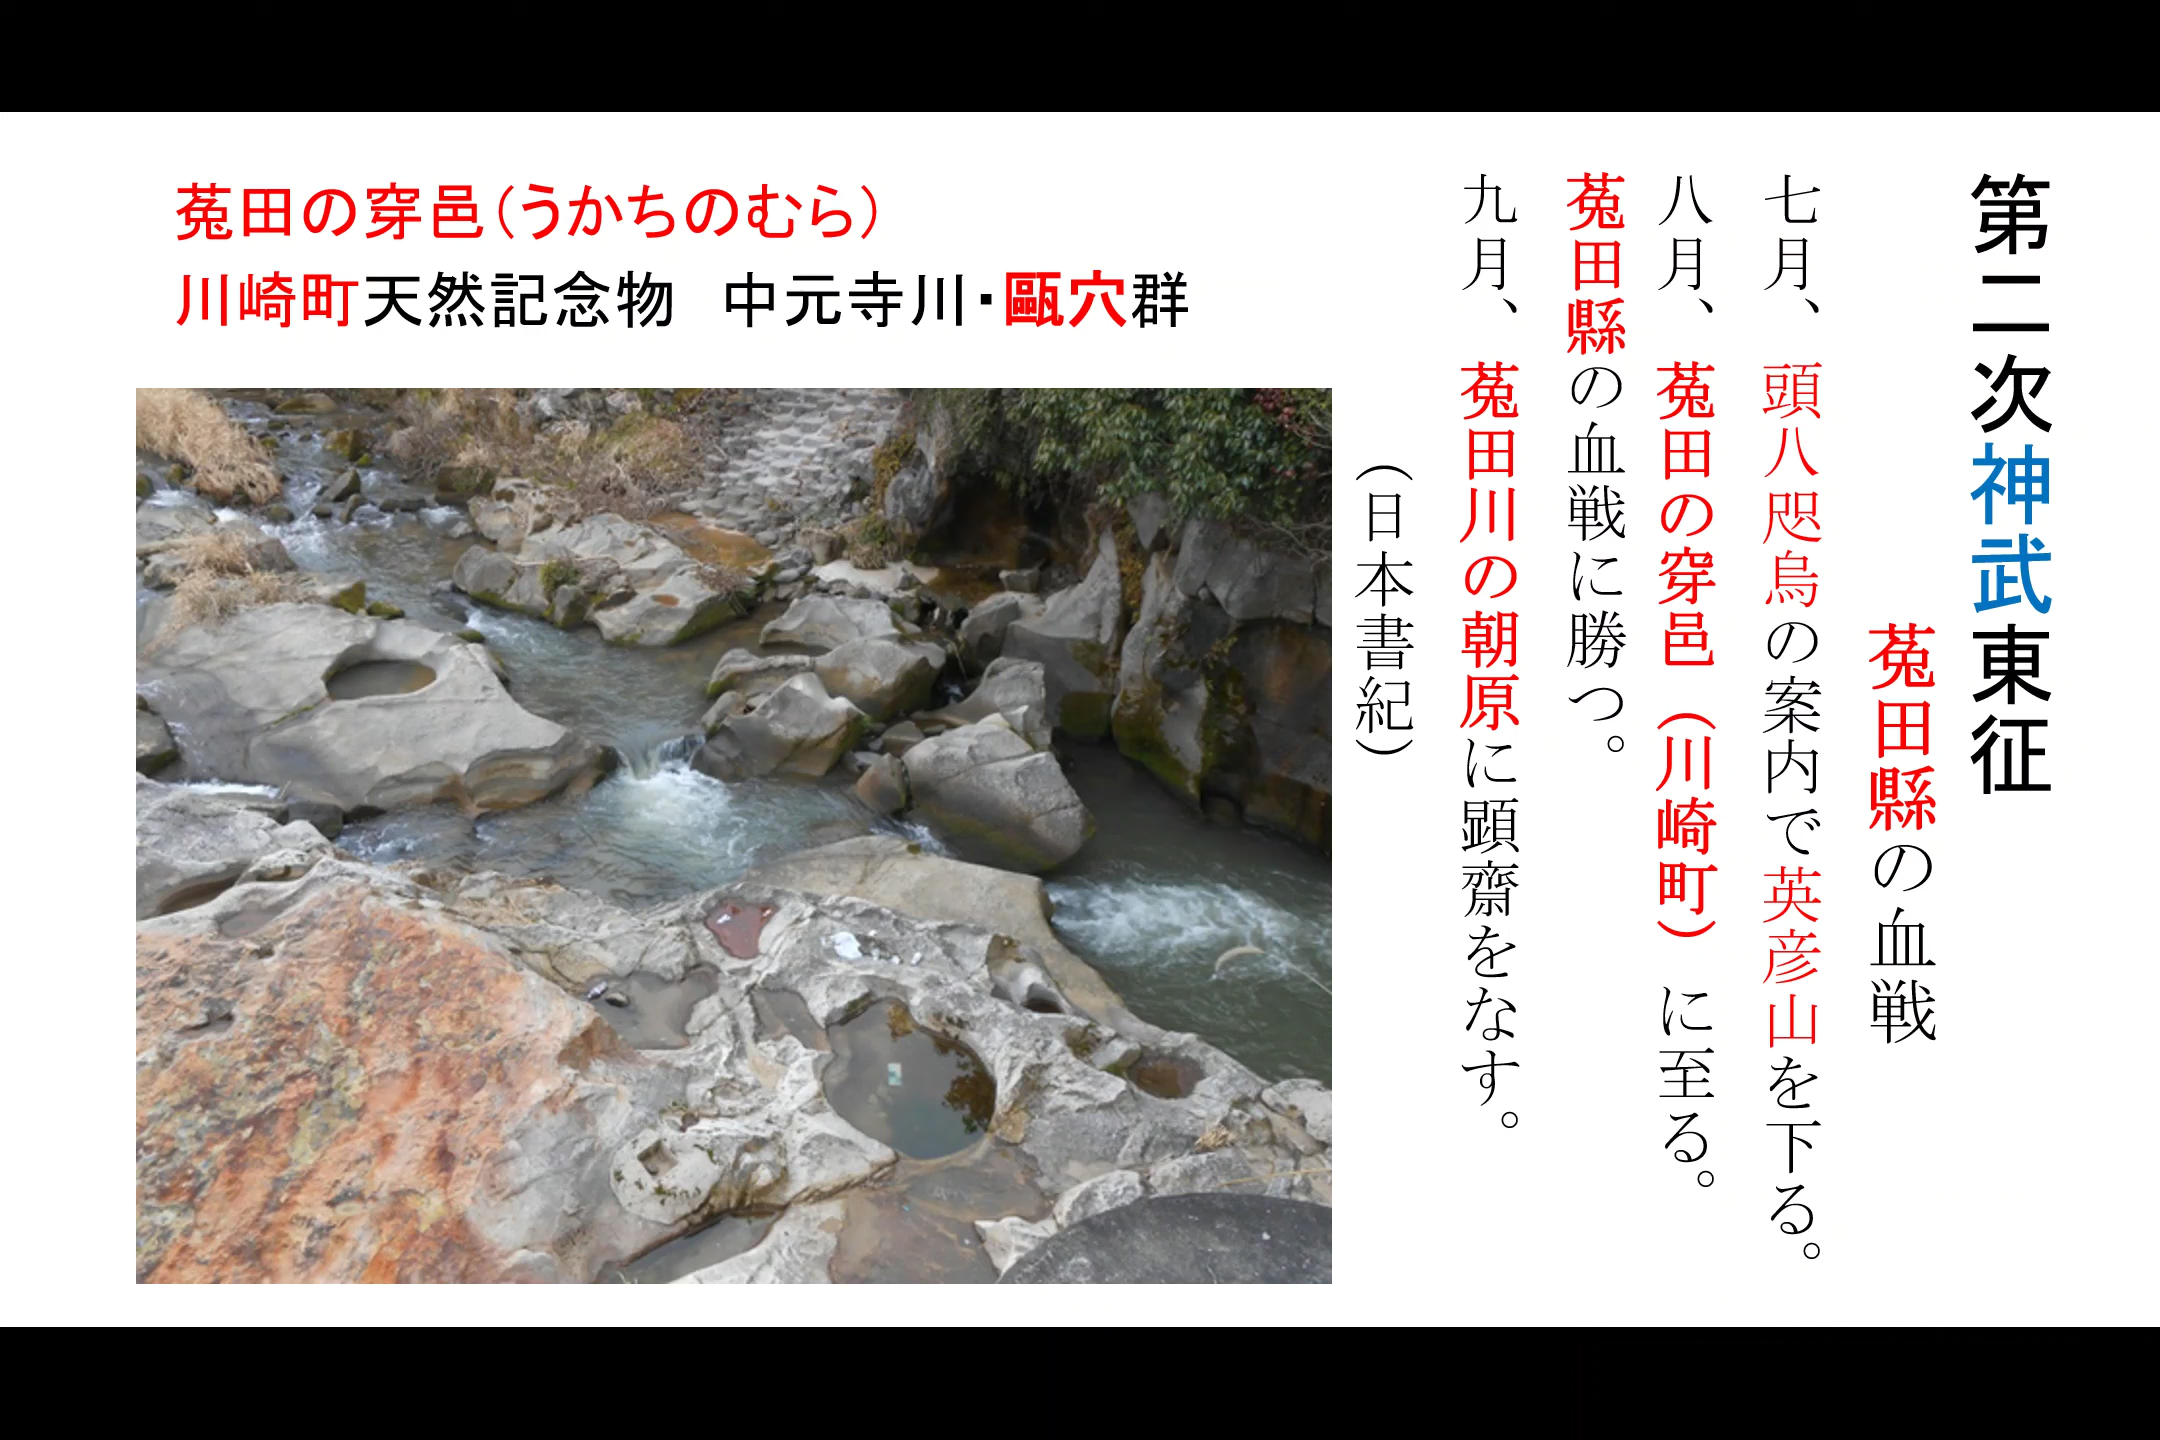 第二次神武東征
菟田縣の血戦
七月、頭八咫烏の案内で英彦山を下る。
八月、菟田の穿邑（川崎町）に至る。
菟田縣の血戦に勝つ。
九月、菟田川の朝原に顕齋をなす。
（日本書紀）
菟田の穿邑（うかちのむら）
川崎町天然記念物　中元寺川・甌穴群